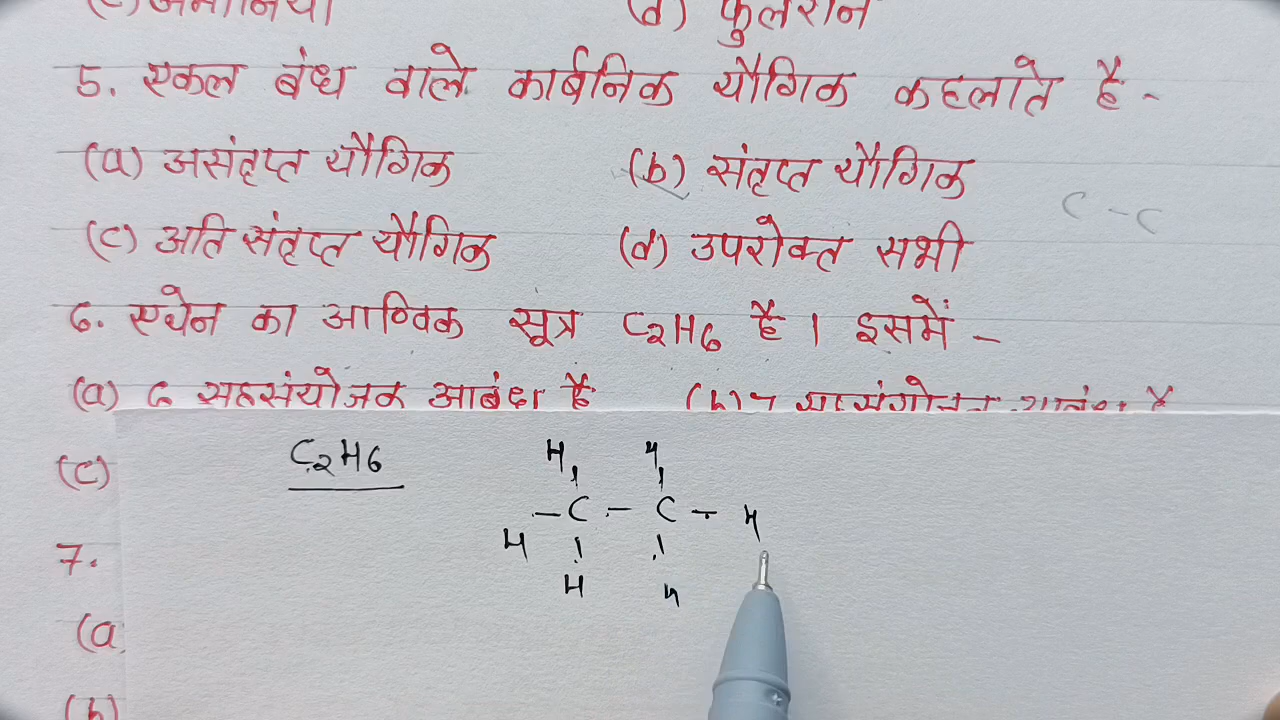 (d) फुलेरीन
5. एकल बंध वाले कार्बनिक यौगिक कहलाते है -
(a) असंतृप्त यौगिक (b) संतृप्त यौगिक
C - C
(c) अति संतृप्त यौगिक (d) उपरोक्त सभी
6. एथेन का आण्विक सूत्र C2H6 है । इसमें -
(a) 6 सहसंयोजक आबंध है (b) 7
(c) C2H6 H H
- C - C - H
H
7.
H H
(a
(b)